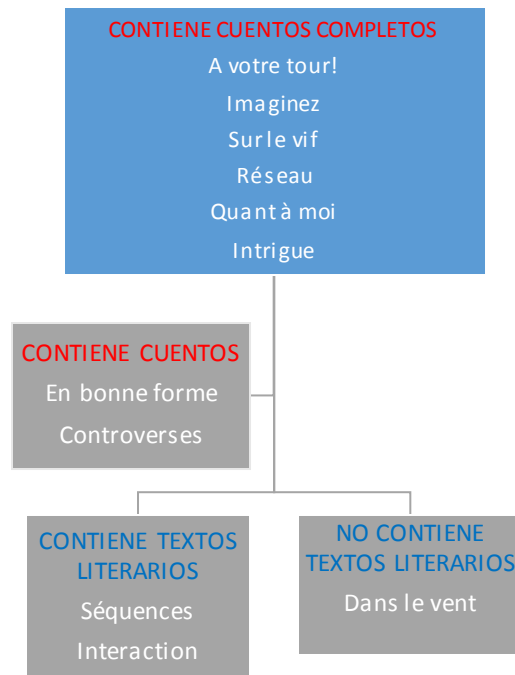 CONTIENE CUENTOS COMPLETOS
A votre tour!
Imaginez
Sur le vif
Réseau
Quant à moi
Intrigue
CONTIENE CUENTOS
En bonne forme
Controverses
CONTIENE TEXTOS
LITERARIOS
Séquences
Interaction
NO CONTIENE
TEXTOS LITERARIOS
Dans le vent